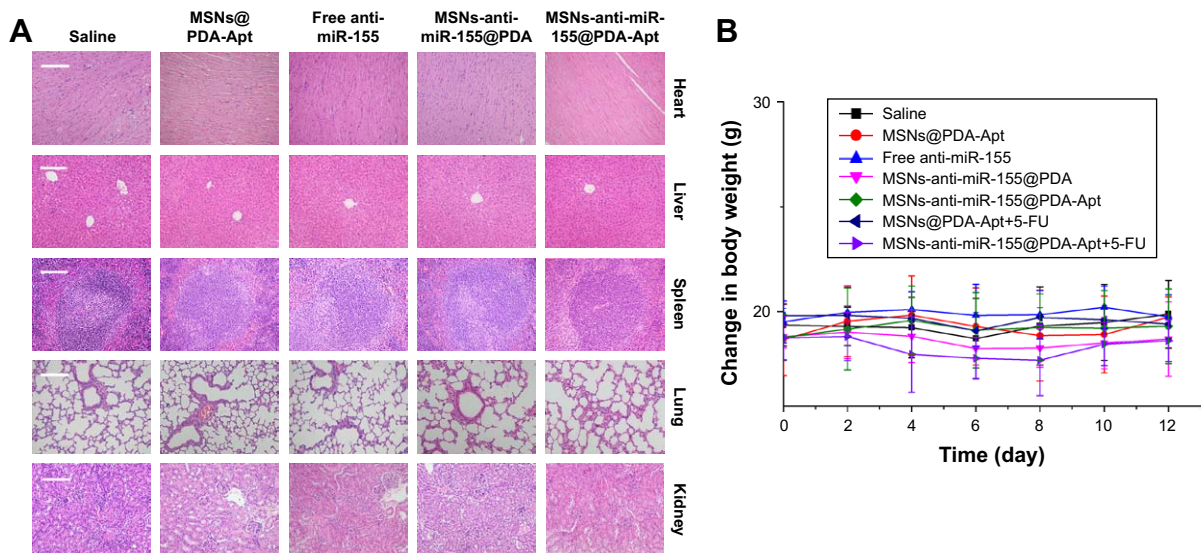 A
Saline
MSNs@
PDA-Apt
Free anti-
miR-155
MSNs-anti-
miR-155@PDA
MSNs-anti-miR-
155@PDA-Apt
Heart
Liver
Spleen
Lung
Kidney
B
Change in body weight (g)
30
20
Saline
MSNs@PDA-Apt
Free anti-miR-155
MSNs-anti-miR-155@PDA
MSNs-anti-miR-155@PDA-Apt
MSNs@PDA-Apt+5-FU
MSNs-anti-miR-155@PDA-Apt+5-FU
0 2 4 6 8 10 12
Time (day)